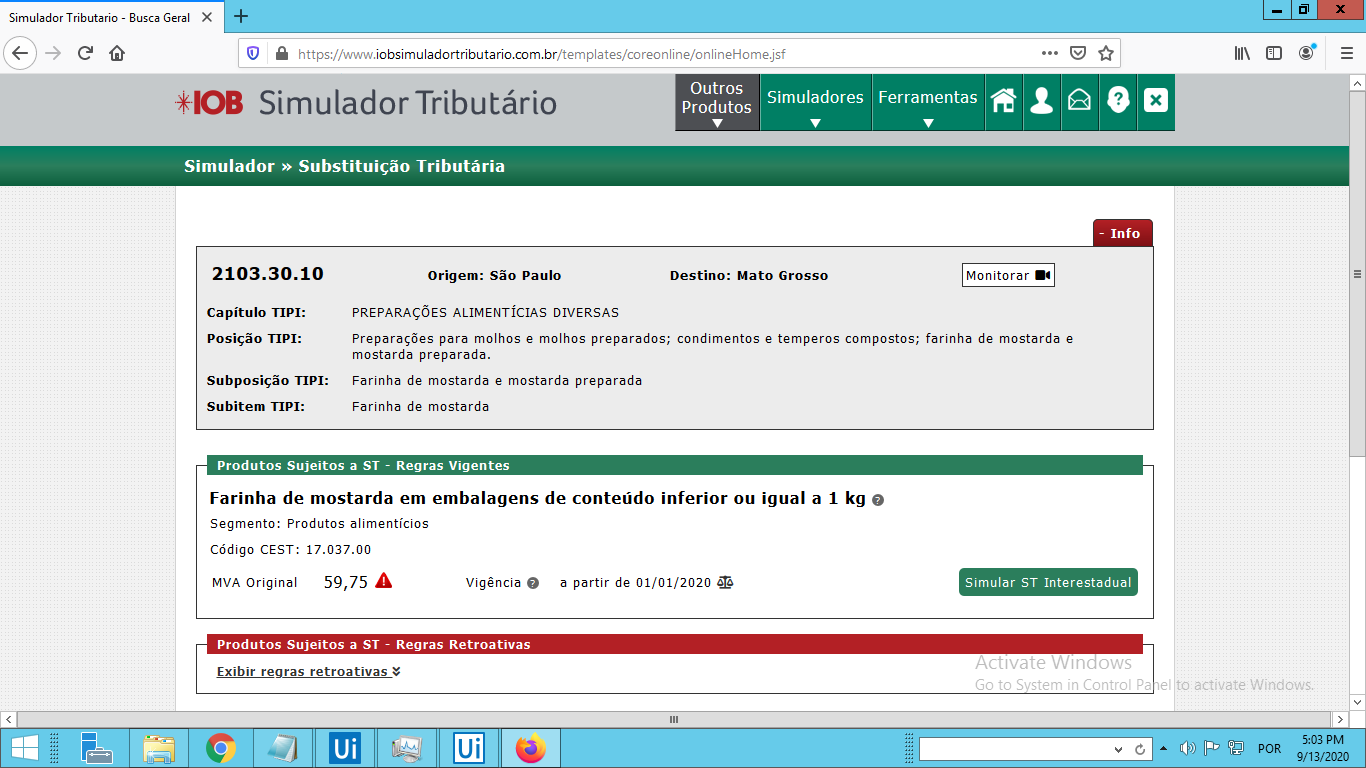 Simulador Tributario - Busca Geral
https://www.iobsimuladortributario.com.br/templates/coreonline/onlineHome.jsf
IOB Simulador Tributário
Outros Produtos
Simuladores
Ferramentas
Simulador » Substituição Tributária
- Info
2103.30.10 Origem: São Paulo Destino: Mato Grosso Monitorar
Capítulo TIPI: PREPARAÇÕES ALIMENTÍCIAS DIVERSAS
Posição TIPI: Preparações para molhos e molhos preparados; condimentos e temperos compostos; farinha de mostarda e
mostarda preparada.
Subposição TIPI: Farinha de mostarda e mostarda preparada
Subitem TIPI: Farinha de mostarda
Produtos Sujeitos a ST - Regras Vigentes
Farinha de mostarda em embalagens de conteúdo inferior ou igual a 1 kg ?
Segmento: Produtos alimentícios
Código CEST: 17.037.00
MVA Original 59,75 Vigência ? a partir de 01/01/2020 Simular ST Interestadual
Produtos Sujeitos a ST - Regras Retroativas
Exibir regras retroativas
Activate Windows
Go to System in Control Panel to activate Windows.
Ui
Ui
POR
5:03 PM
9/13/2020